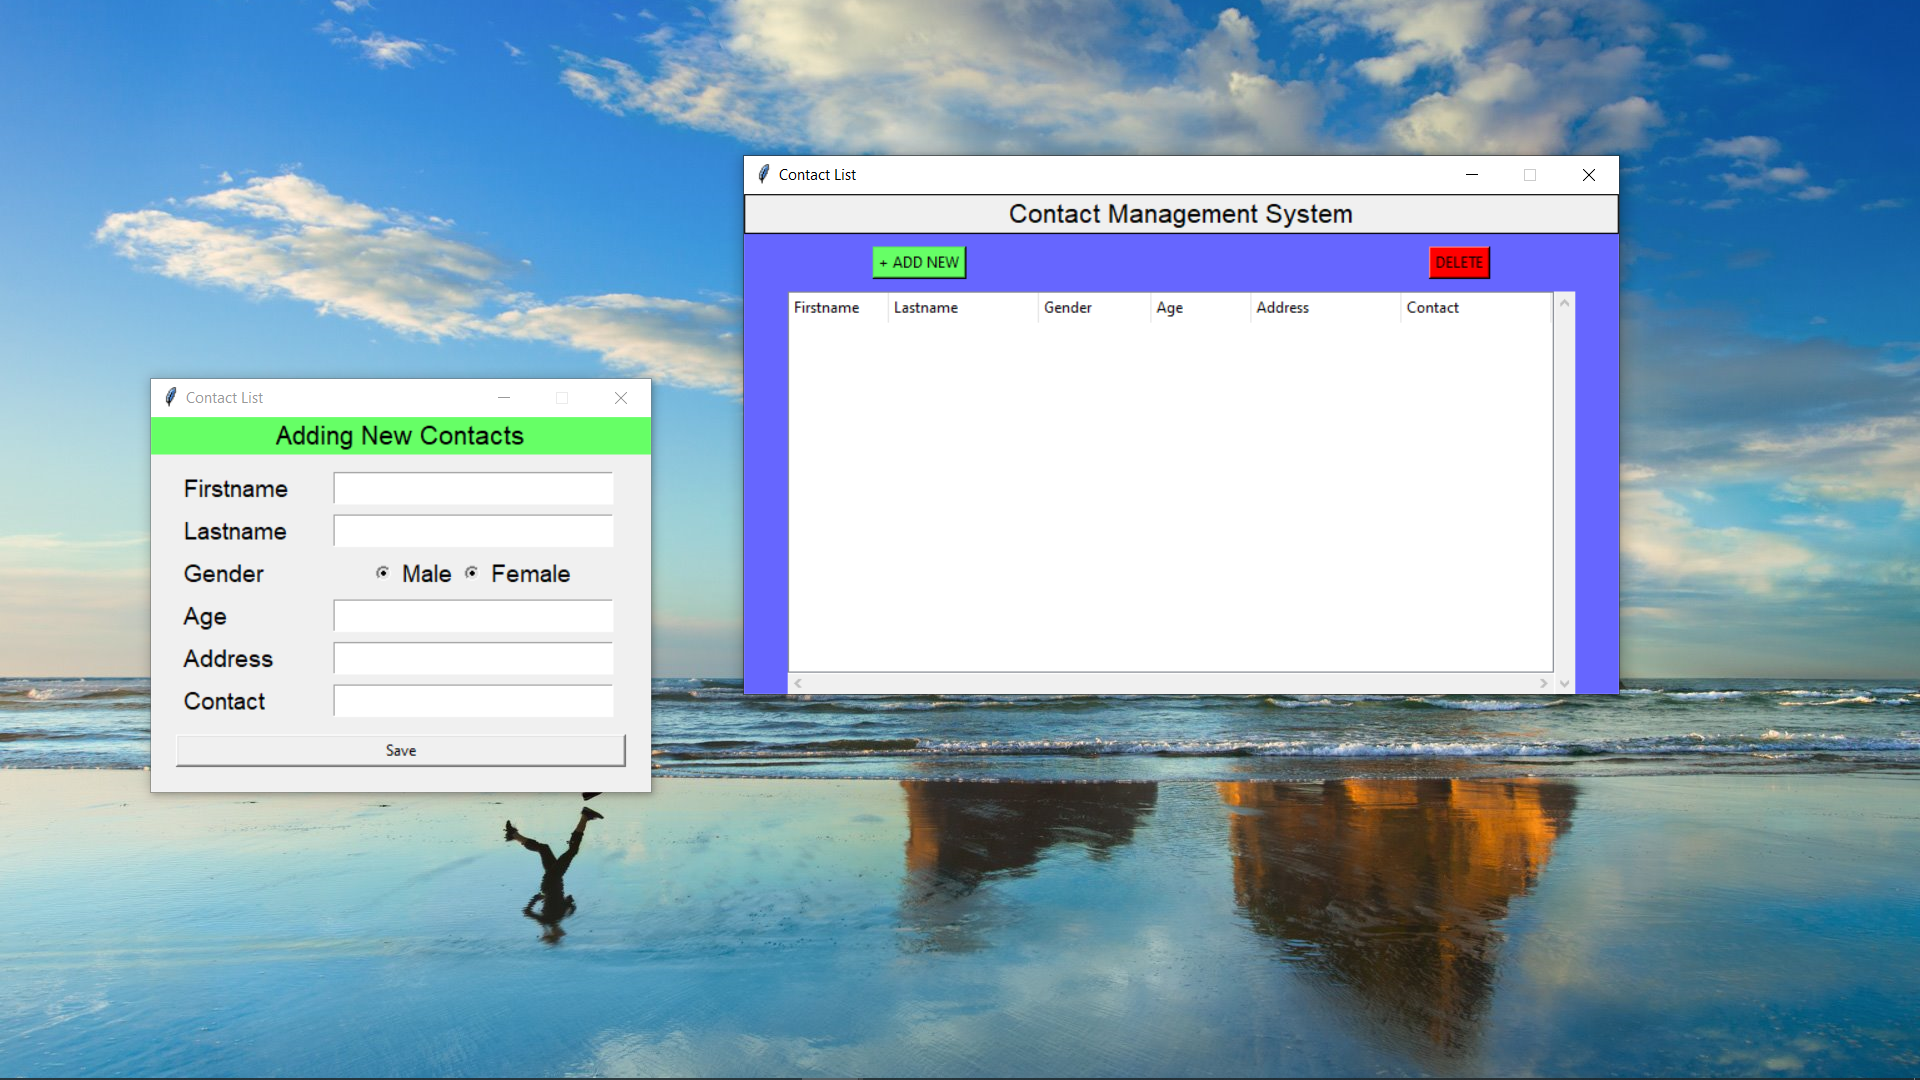 Contact List
Contact Management System
+ ADD NEW
DELETE
Firstname Lastname Gender Age Address Contact
Contact List
Adding New Contacts
Firstname
Lastname
Gender Male Female
Age
Address
Contact
Save